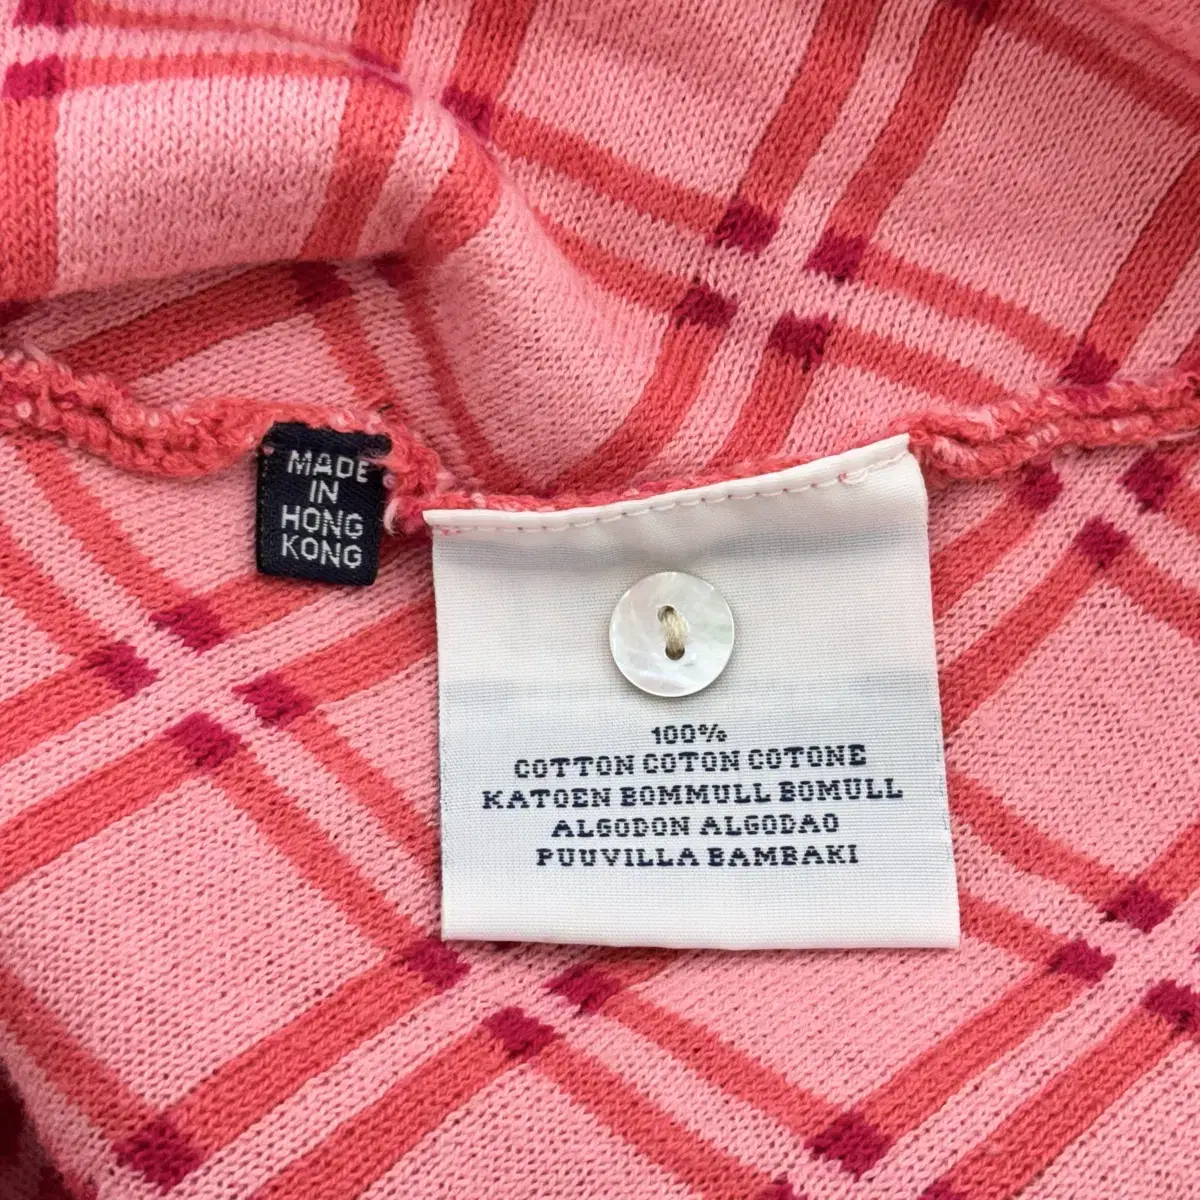 MADE
IN
HONG
KONG
100%
COTTON COTON COTONE
KATOEN BOMMULL BOMULL
ALGODON ALGODAO
PUUVILLA BAMBAKI